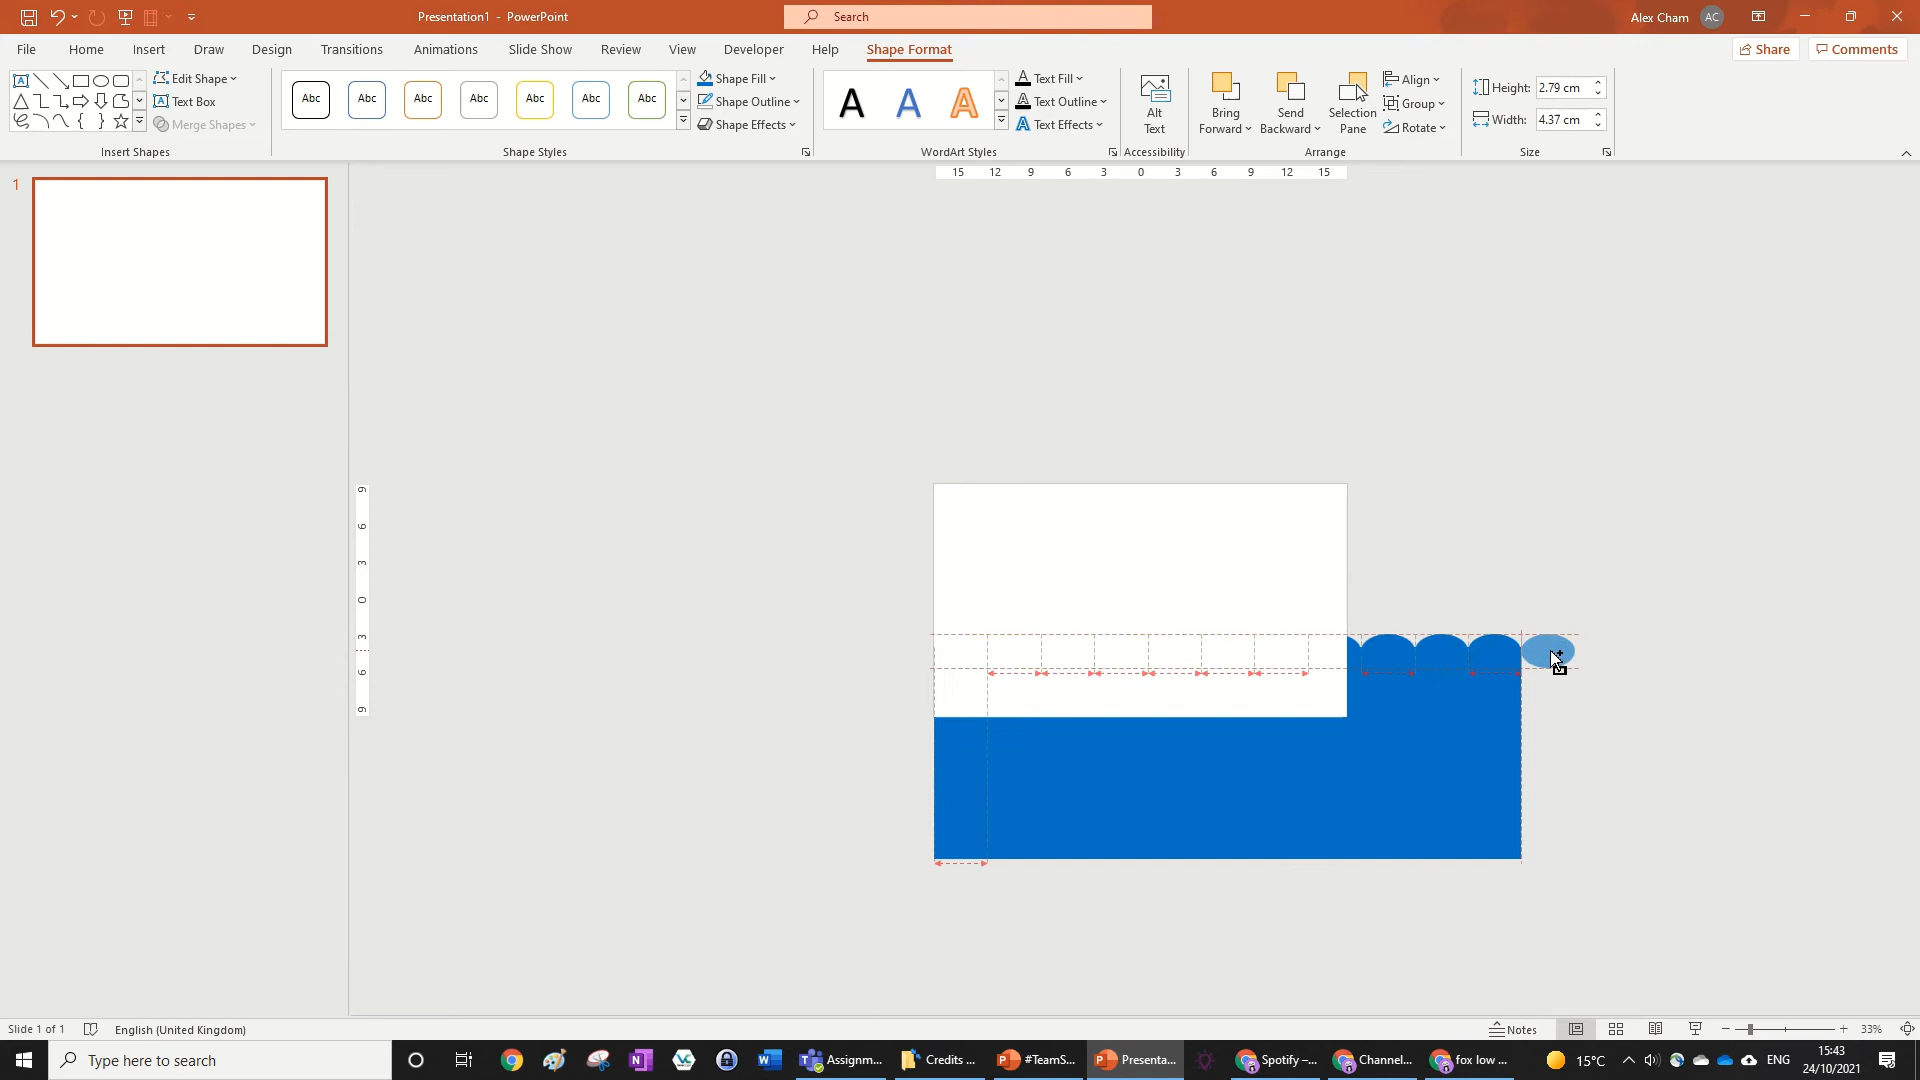 Presentation1 - PowerPoint
Search
Alex Cham
AC
File
Home
Insert
Draw
Design
Transitions
Animations
Slide Show
Review
View
Developer
Help
Shape Format
Share
Comments
Edit Shape
Text Box
Merge Shapes
Insert Shapes
Abc
Abc
Abc
Abc
Abc
Abc
Abc
Shape Fill
Shape Outline
Shape Effects
Shape Styles
A
A
A
Text Fill
Text Outline
Text Effects
WordArt Styles
Alt
Text
Accessibility
Bring
Forward
Send
Backward
Selection
Pane
Align
Group
Rotate
Arrange
Height:
2.79 cm
Width:
4.37 cm
Size
1
15 12 9 6 3 0 3 6 9 12 15
9
6
3
0
3
6
9
Slide 1 of 1
English (United Kingdom)
Notes
33%
Type here to search
Assignm...
Credits ...
#TeamS...
Presenta...
Spotify –...
Channel...
fox low ...
15°C
ENG
15:43
24/10/2021